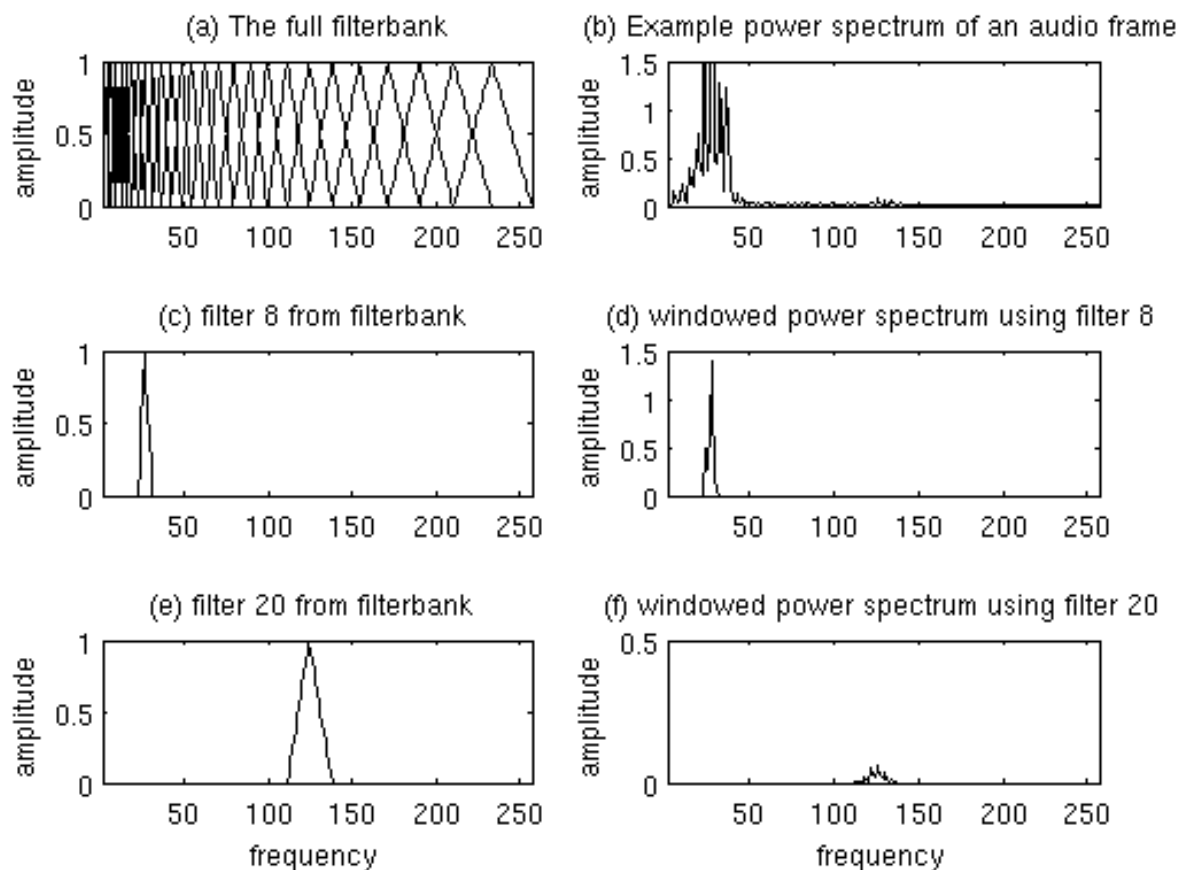 (a) The full filterbank
amplitude
1
0.5
0
50 100 150 200 250
(b) Example power spectrum of an audio frame
amplitude
1.5
1
0.5
0
50 100 150 200 250
(c) filter 8 from filterbank
amplitude
1
0.5
0
50 100 150 200 250
(d) windowed power spectrum using filter 8
amplitude
1.5
1
0.5
0
50 100 150 200 250
(e) filter 20 from filterbank
amplitude
1
0.5
0
50 100 150 200 250
frequency
(f) windowed power spectrum using filter 20
amplitude
0.5
0
50 100 150 200 250
frequency